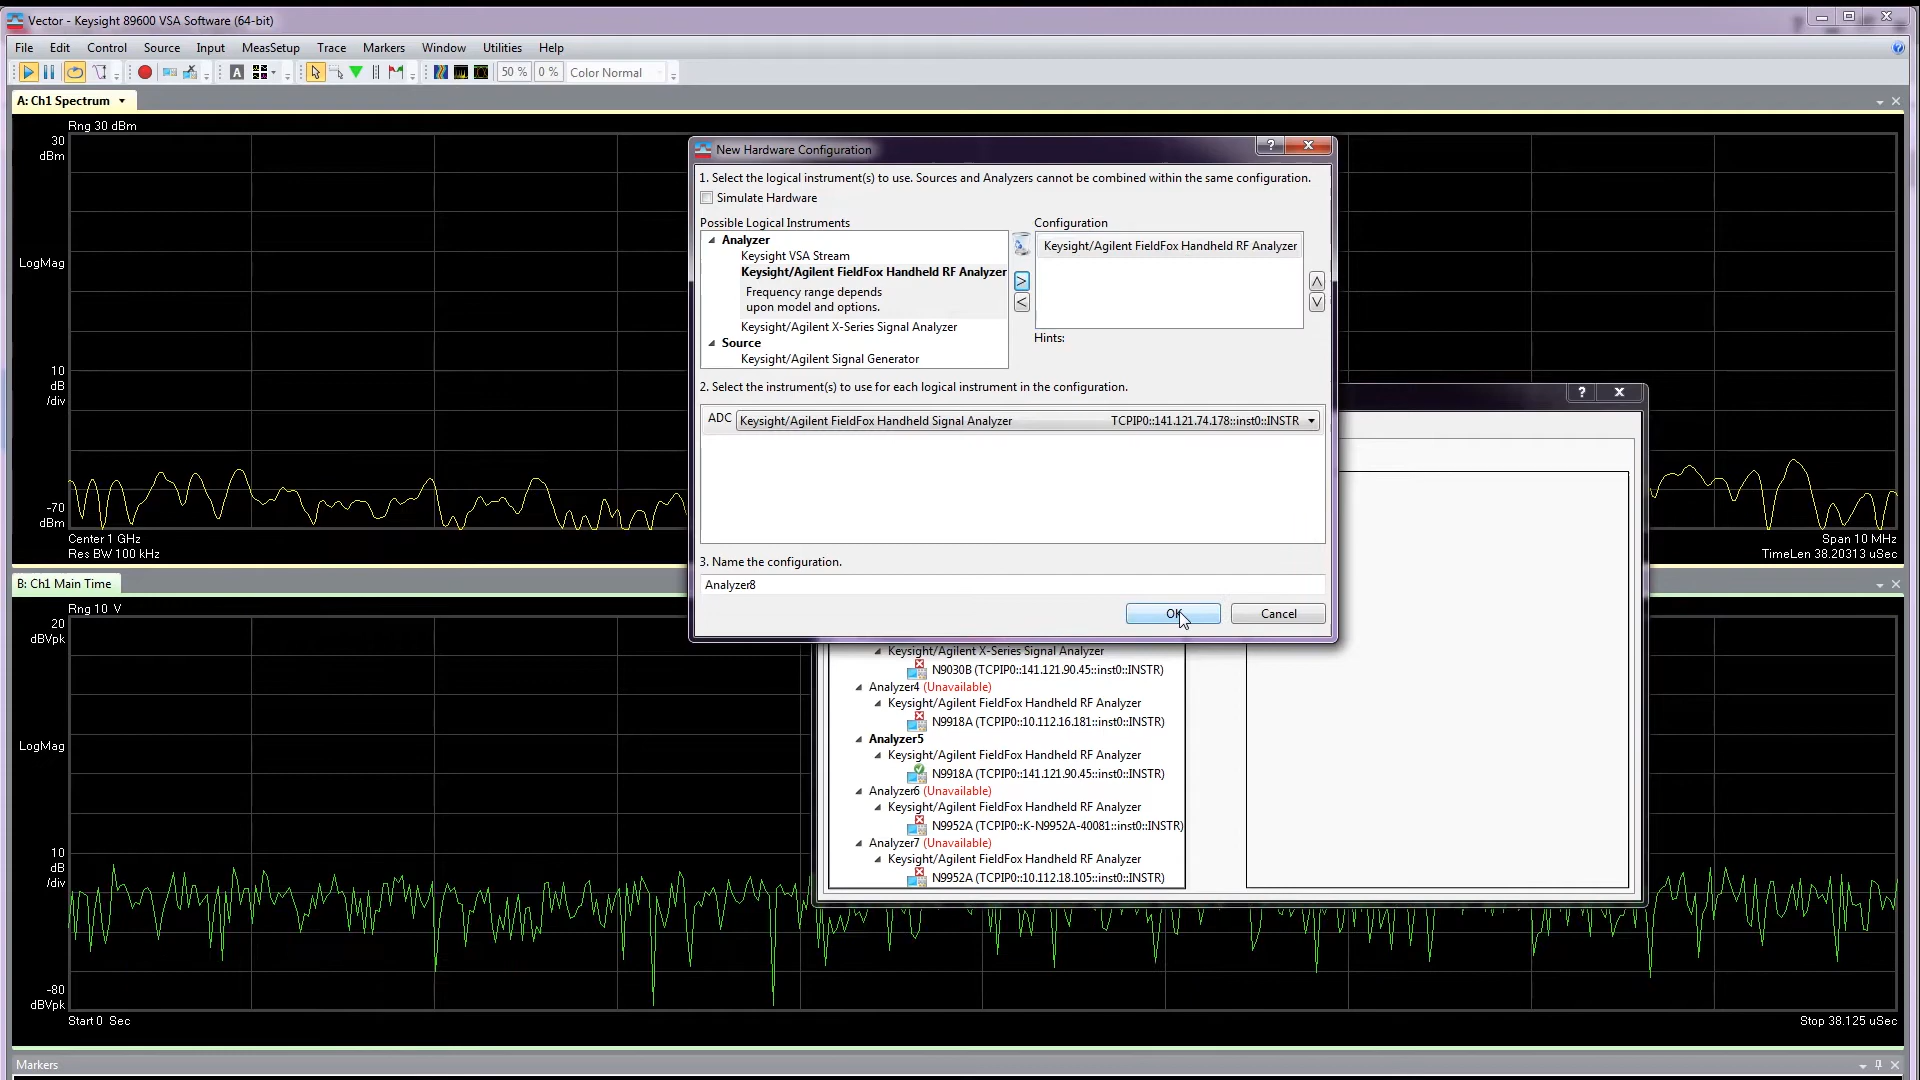 Vector - Keysight 89600 VSA Software (64-bit)
File Edit Control Source Input MeasSetup Trace Markers Window Utilities Help
A 50 % 0 % Color Normal
A: Ch1 Spectrum
Rng 30 dBm
30
dBm
LogMag
10
dB
/div
-70
dBm
Center 1 GHz
Res BW 100 kHz
Span 10 MHz
TimeLen 38.20313 uSec
B: Ch1 Main Time
Rng 10 V
20
dBVpk
LogMag
10
dB
/div
-80
dBVpk
Start 0 Sec
Stop 38.125 uSec
Markers
New Hardware Configuration
1. Select the logical instrument(s) to use. Sources and Analyzers cannot be combined within the same configuration.
Simulate Hardware
Possible Logical Instruments
Analyzer
Keysight VSA Stream
Keysight/Agilent FieldFox Handheld RF Analyzer
Frequency range depends
upon model and options.
Keysight/Agilent X-Series Signal Analyzer
Source
Keysight/Agilent Signal Generator
>
<
Configuration
Keysight/Agilent FieldFox Handheld RF Analyzer
Hints:
2. Select the instrument(s) to use for each logical instrument in the configuration.
ADC Keysight/Agilent FieldFox Handheld Signal Analyzer TCPIP0::141.121.74.178::inst0::INSTR
3. Name the configuration.
Analyzer8
OK Cancel
Keysight/Agilent X-Series Signal Analyzer
N9030B (TCPIP0::141.121.90.45::inst0::INSTR)
Analyzer4 (Unavailable)
Keysight/Agilent FieldFox Handheld RF Analyzer
N9918A (TCPIP0::10.112.16.181::inst0::INSTR)
Analyzer5
Keysight/Agilent FieldFox Handheld RF Analyzer
N9918A (TCPIP0::141.121.90.45::inst0::INSTR)
Analyzer6 (Unavailable)
Keysight/Agilent FieldFox Handheld RF Analyzer
N9952A (TCPIP0::K-N9952A-40081::inst0::INSTR)
Analyzer7 (Unavailable)
Keysight/Agilent FieldFox Handheld RF Analyzer
N9952A (TCPIP0::10.112.18.105::inst0::INSTR)